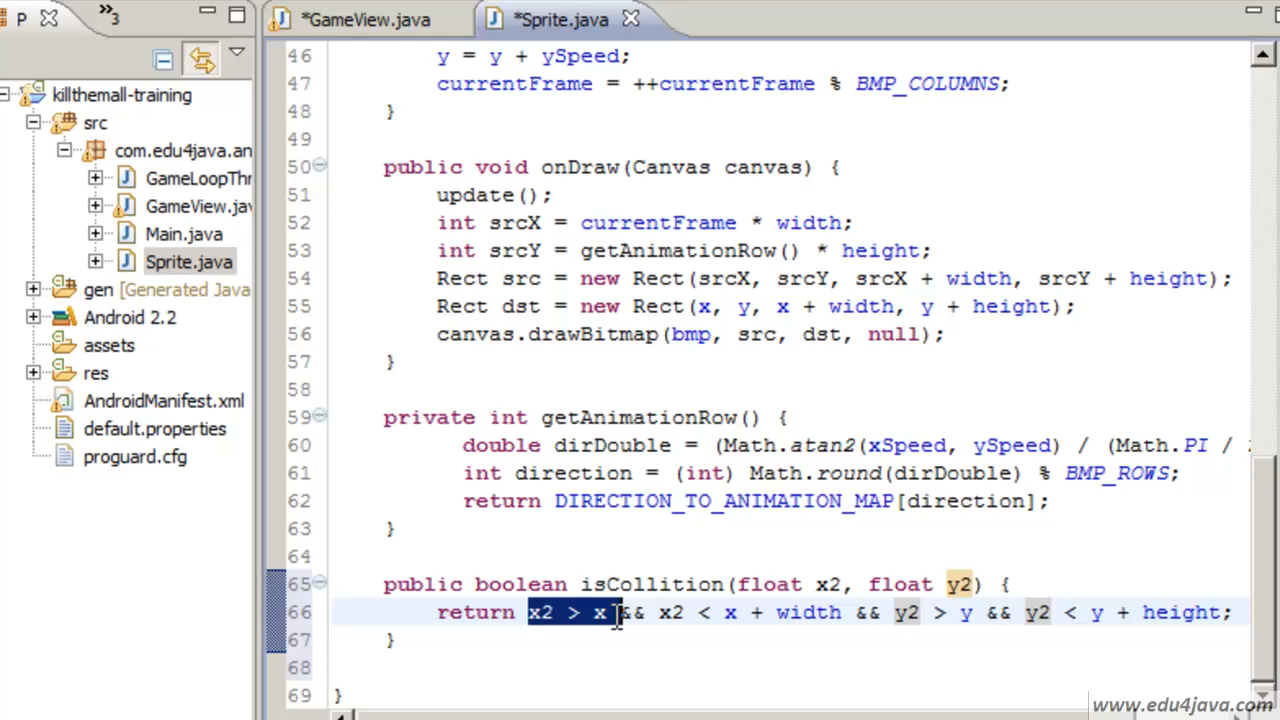 P
»3
*GameView.java
*Sprite.java
killthemall-training
src
com.edu4java.an
GameLoopThr
GameView.jav
Main.java
Sprite.java
gen [Generated Java
Android 2.2
assets
res
AndroidManifest.xml
default.properties
proguard.cfg
46 y = y + ySpeed;
47 currentFrame = ++currentFrame % BMP_COLUMNS;
48 }
49
50 public void onDraw(Canvas canvas) {
51 update();
52 int srcX = currentFrame * width;
53 int srcY = getAnimationRow() * height;
54 Rect src = new Rect(srcX, srcY, srcX + width, srcY + height);
55 Rect dst = new Rect(x, y, x + width, y + height);
56 canvas.drawBitmap(bmp, src, dst, null);
57 }
58
59 private int getAnimationRow() {
60 double dirDouble = (Math.atan2(xSpeed, ySpeed) / (Math.PI /
61 int direction = (int) Math.round(dirDouble) % BMP_ROWS;
62 return DIRECTION_TO_ANIMATION_MAP[direction];
63 }
64
65 public boolean isCollition(float x2, float y2) {
66 return x2 > x && x2 < x + width && y2 > y && y2 < y + height;
67 }
68
69 }
www.edu4java.com